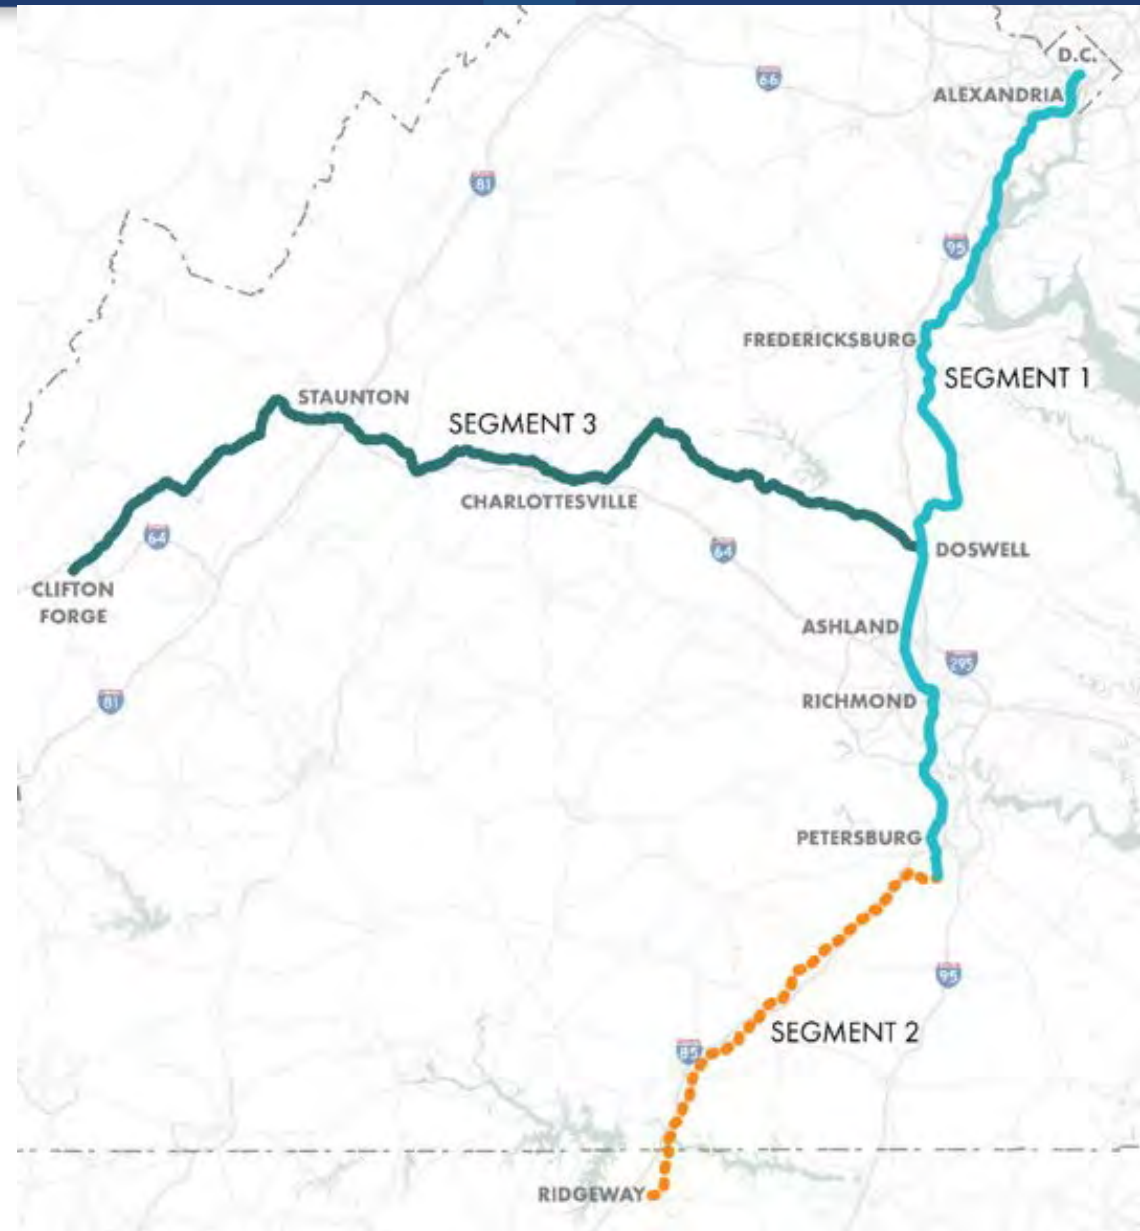 D.C.
66
ALEXANDRIA
81
95
FREDERICKSBURG
SEGMENT 1
STAUNTON
SEGMENT 3
CHARLOTTESVILLE
64
64
DOSWELL
CLIFTON
FORGE
ASHLAND
295
81
RICHMOND
PETERSBURG
95
SEGMENT 2
85
RIDGEWAY